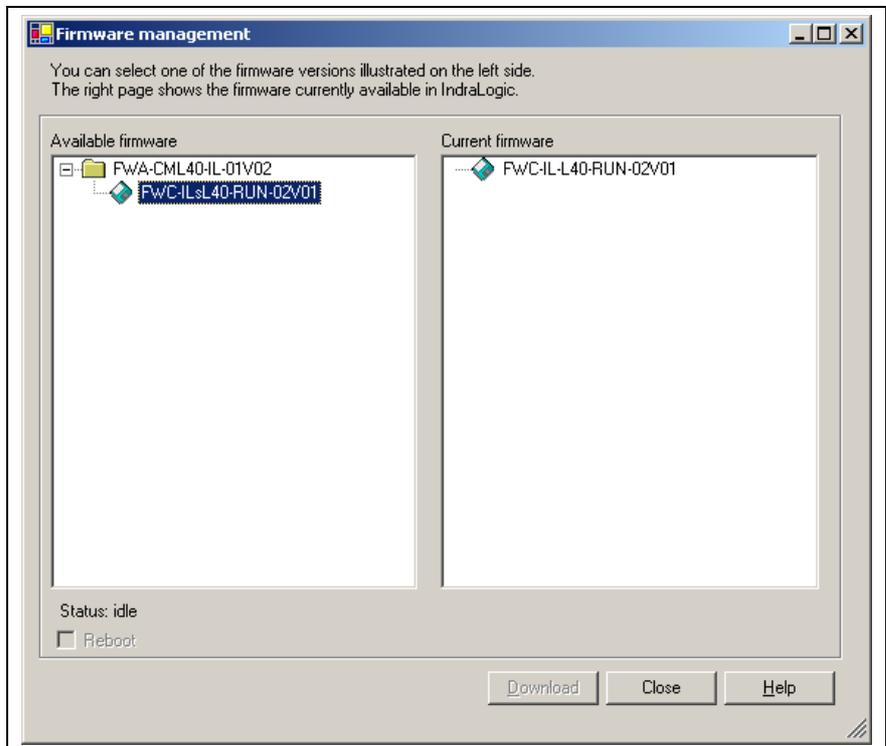 Firmware management
You can select one of the firmware versions illustrated on the left side.
The right page shows the firmware currently available in IndraLogic.
Available firmware
FWA-CML40-IL-01V02
FWC-ILsL40-RUN-02V01
Current firmware
FWC-IL-L40-RUN-02V01
Status: idle
Reboot
Download
Close
Help